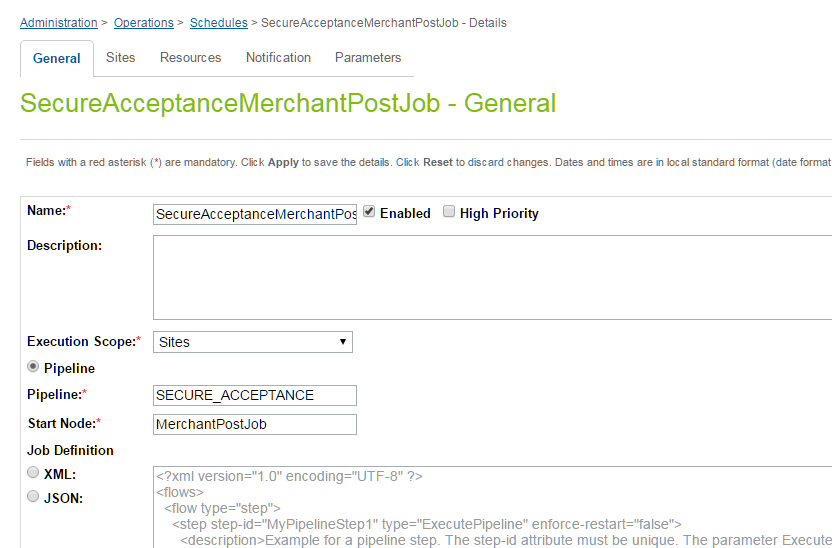 Administration > Operations > Schedules > SecureAcceptanceMerchantPostJob - Details
General Sites Resources Notification Parameters
SecureAcceptanceMerchantPostJob - General
Fields with a red asterisk (*) are mandatory. Click Apply to save the details. Click Reset to discard changes. Dates and times are in local standard format (date format
Name:* SecureAcceptanceMerchantPos Enabled High Priority
Description:
Execution Scope:* Sites
Pipeline
Pipeline:* SECURE_ACCEPTANCE
Start Node:* MerchantPostJob
Job Definition
XML: <?xml version="1.0" encoding="UTF-8" ?>
<flows>
JSON: <flow type="step">
<step step-id="MyPipelineStep1" type="ExecutePipeline" enforce-restart="false">
<description>Example for a pipeline step. The step-id attribute must be unique. The parameter Execute